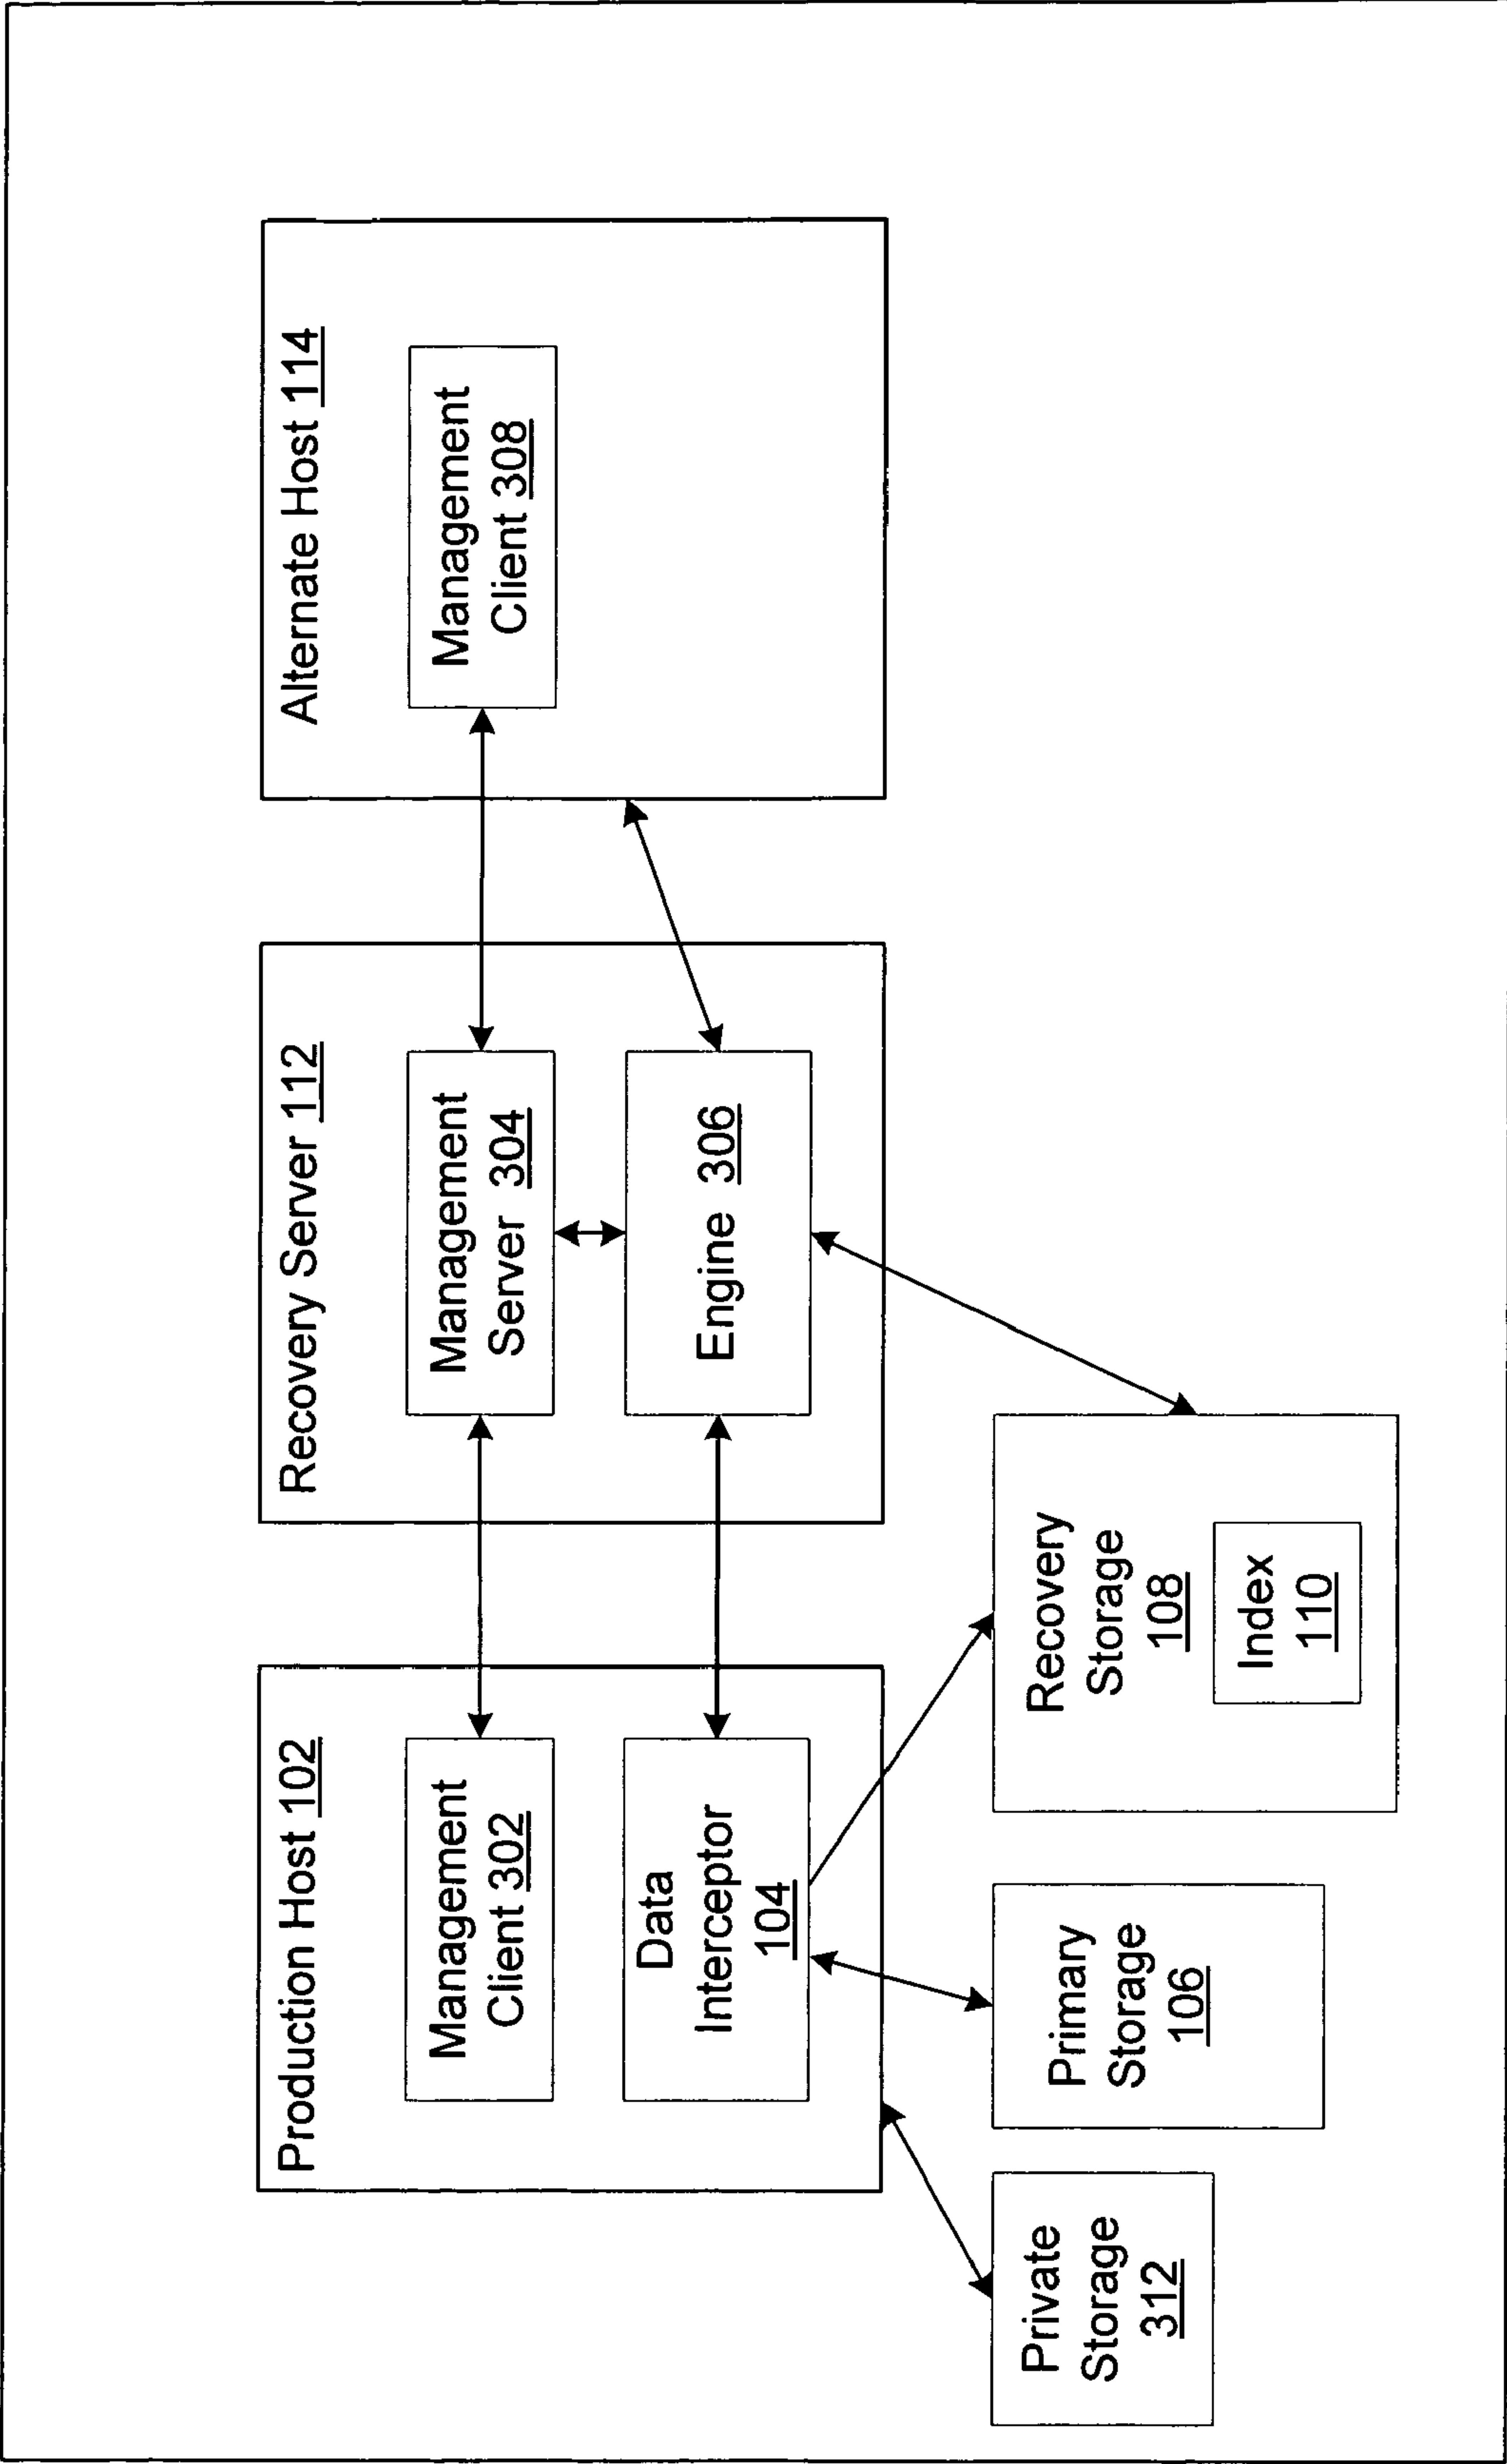 Production Host 102
Management
Client 302
Data
Interceptor
104
Recovery Server 112
Management
Server 304
Engine 306
Alternate Host 114
Management
Client 308
Private
Storage
312
Primary
Storage
106
Recovery
Storage
108
Index
110